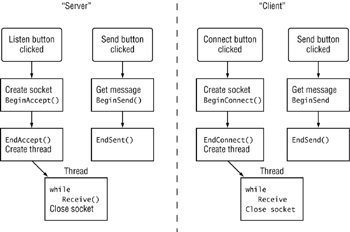 “Server”
Listen button
clicked
Send button
clicked
Create socket
BeginAccept()
Get message
BeginSend()
EndAccept()
Create thread
EndSent()
Thread
while
Receive()
Close socket
“Client”
Connect button
clicked
Send button
clicked
Create socket
BeginConnect()
Get message
BeginSend
EndConnect()
Create thread
EndSend()
Thread
while
Receive
Close socket